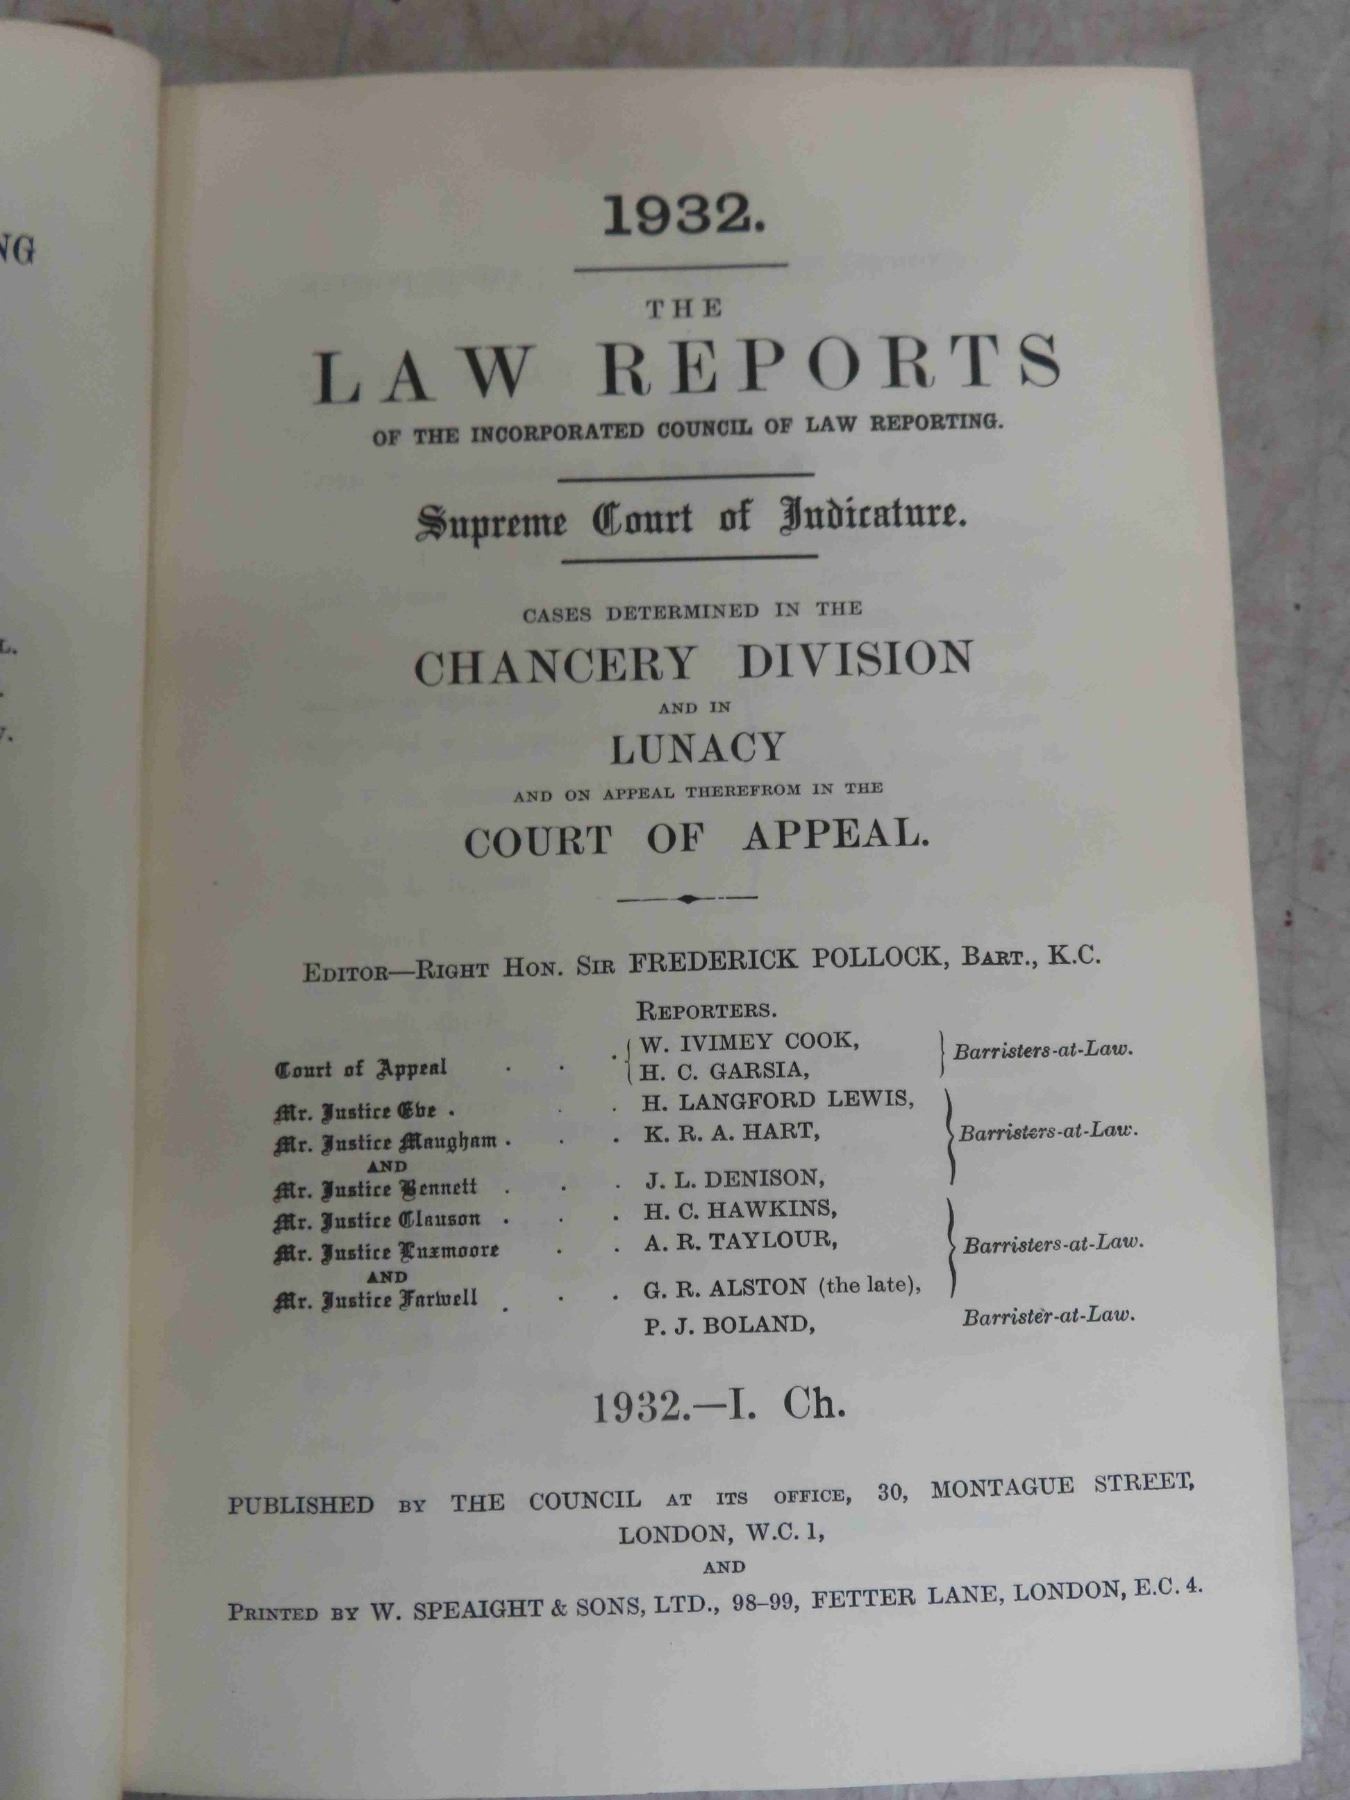 NG
L.
.
1932.
THE
LAW REPORTS
OF THE INCORPORATED COUNCIL OF LAW REPORTING.
Supreme Court of Judicature.
CASES DETERMINED IN THE
CHANCERY DIVISION
AND IN
LUNACY
AND ON APPEAL THEREFROM IN THE
COURT OF APPEAL.
EDITOR—RIGHT HON. SIR FREDERICK POLLOCK, BART., K.C.
REPORTERS.
Court of Appeal . . . { W. IVIMEY COOK, } Barristers-at-Law.
H. C. GARSIA,
Mr. Justice Eve . . . H. LANGFORD LEWIS,
Mr. Justice Maugham . . . K. R. A. HART, } Barristers-at-Law.
AND
Mr. Justice Bennett . . . J. L. DENISON,
Mr. Justice Clauson . . . H. C. HAWKINS,
Mr. Justice Luxmoore . . A. R. TAYLOUR, } Barristers-at-Law.
AND
Mr. Justice Farwell . . . G. R. ALSTON (the late),
P. J. BOLAND, Barrister-at-Law.
1932.—I. Ch.
PUBLISHED BY THE COUNCIL AT ITS OFFICE, 30, MONTAGUE STREET,
LONDON, W.C. 1,
AND
PRINTED BY W. SPEAIGHT & SONS, LTD., 98–99, FETTER LANE, LONDON, E.C. 4.